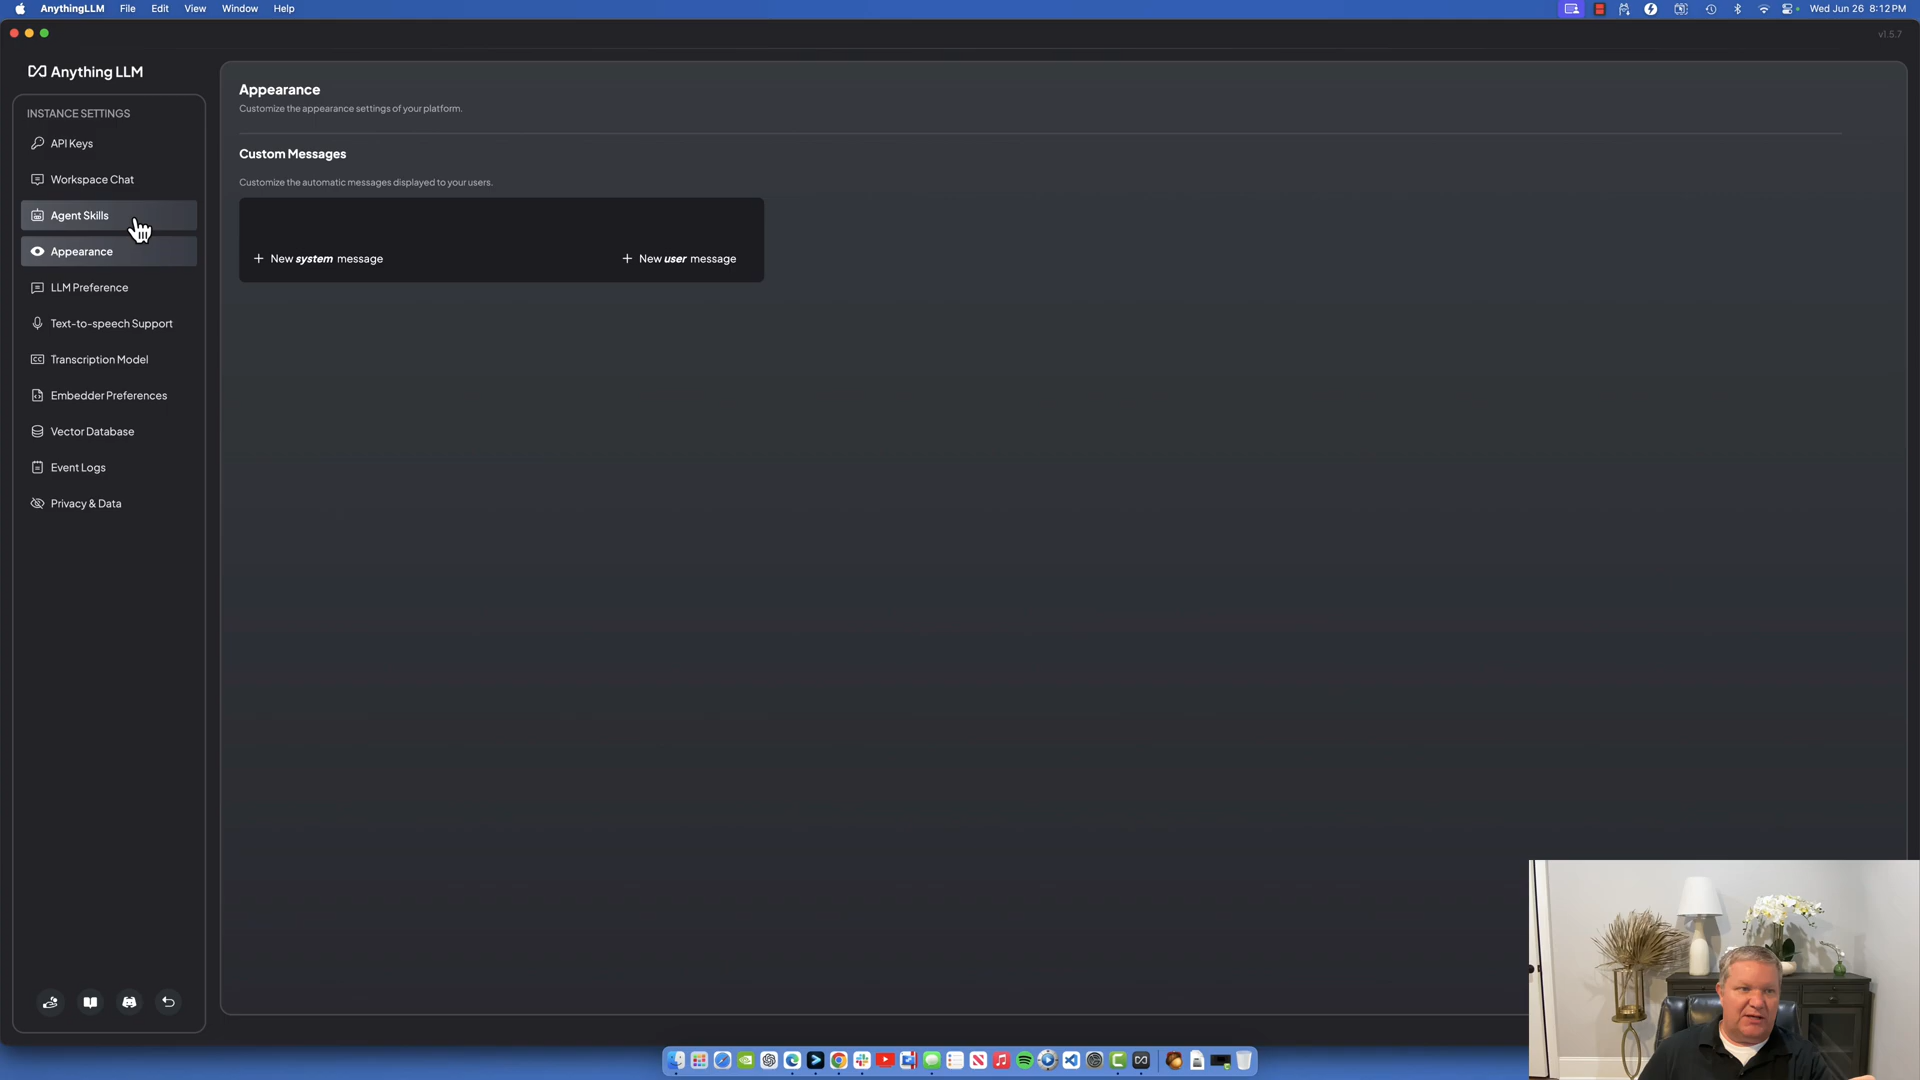 AnythingLLM File Edit View Window Help
Wed Jun 26 8:12 PM
v1.5.7
Anything LLM
INSTANCE SETTINGS
API Keys
Workspace Chat
Agent Skills
Appearance
LLM Preference
Text-to-speech Support
Transcription Model
Embedder Preferences
Vector Database
Event Logs
Privacy & Data
Appearance
Customize the appearance settings of your platform.
Custom Messages
Customize the automatic messages displayed to your users.
+ New system message
+ New user message